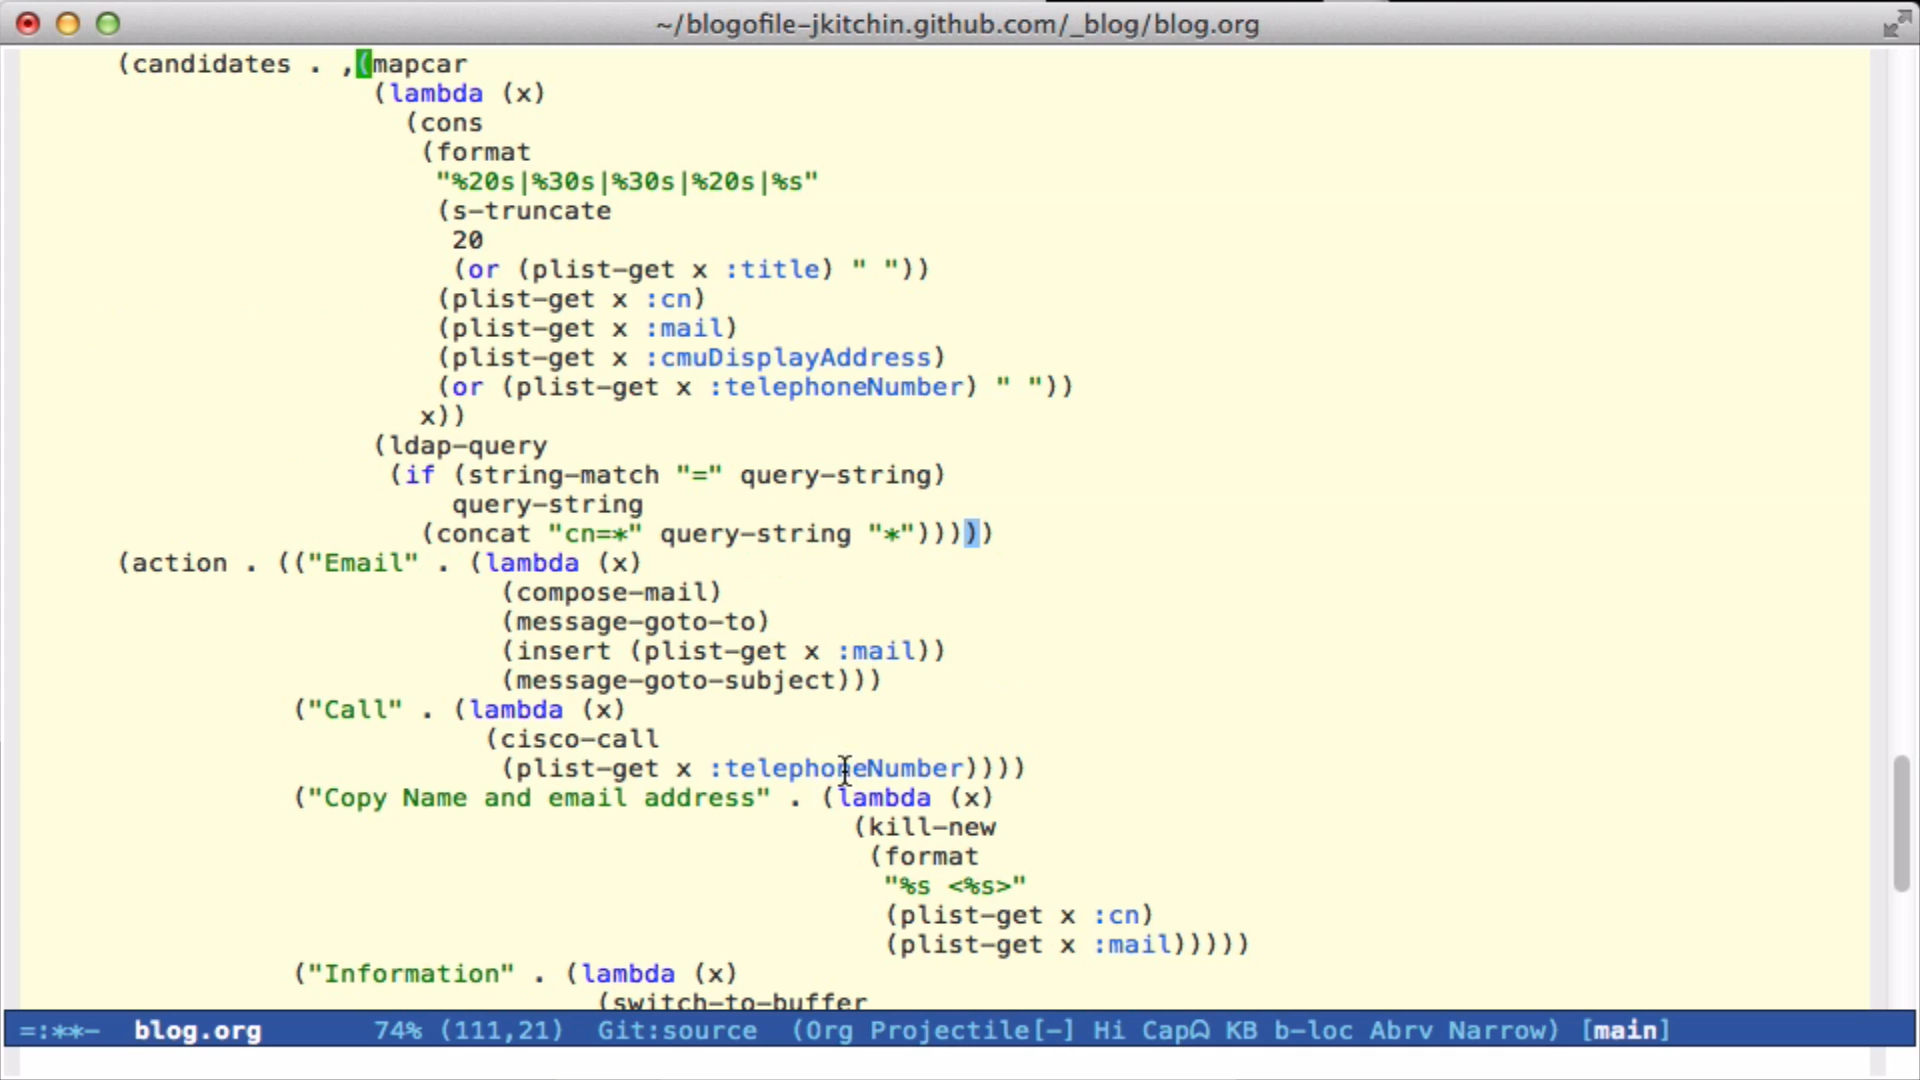 ~/blogofile-jkitchin.github.com/_blog/blog.org
(candidates . ,(mapcar
(lambda (x)
(cons
(format
"%20s|%30s|%30s|%20s|%s"
(s-truncate
20
(or (plist-get x :title) " "))
(plist-get x :cn)
(plist-get x :mail)
(plist-get x :cmuDisplayAddress)
(or (plist-get x :telephoneNumber) " "))
x))
(ldap-query
(if (string-match "=" query-string)
query-string
(concat "cn=*" query-string "*")))))
(action . (("Email" . (lambda (x)
(compose-mail)
(message-goto-to)
(insert (plist-get x :mail))
(message-goto-subject)))
("Call" . (lambda (x)
(cisco-call
(plist-get x :telephoneNumber))))
("Copy Name and email address" . (lambda (x)
(kill-new
(format
"%s <%s>"
(plist-get x :cn)
(plist-get x :mail)))))
("Information" . (lambda (x)
(switch-to-buffer
=:**- blog.org 74% (111,21) Git:source (Org Projectile[-] Hi Cap KB b-loc Abrv Narrow) [main]